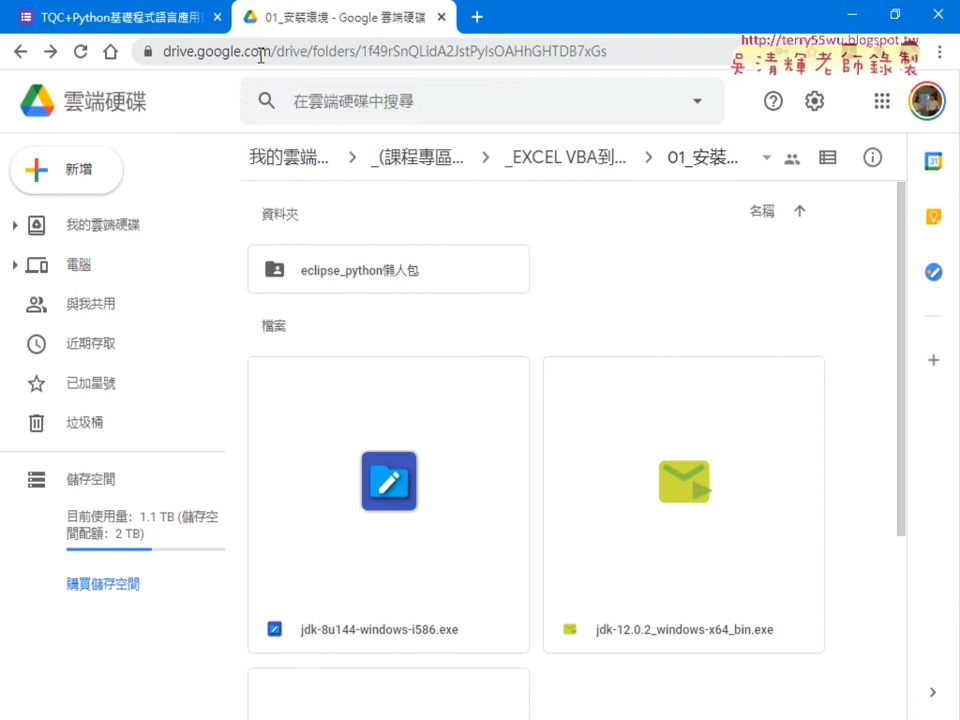 TQC+Python基礎程式語言應用
01_安裝環境 - Google 雲端硬碟
drive.google.com/drive/folders/1f49rSnQLidA2JstPylsOAHhGHTDB7xGs
http://terry55wu.blogspot.tw
吳清輝老師錄製
雲端硬碟
在雲端硬碟中搜尋
新增
我的雲端... > _(課程專區... > _EXCEL VBA到... > 01_安裝...
31
我的雲端硬碟
資料夾
名稱
電腦
eclipse_python懶人包
與我共用
檔案
近期存取
已加星號
垃圾桶
儲存空間
目前使用量: 1.1 TB (儲存空
間配額: 2 TB)
購買儲存空間
jdk-8u144-windows-i586.exe
jdk-12.0.2_windows-x64_bin.exe